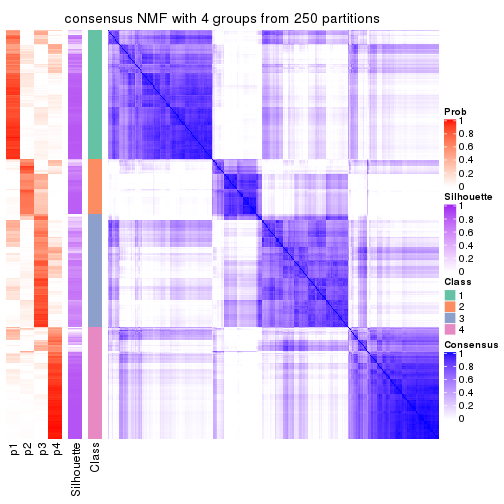 consensus NMF with 4 groups from 250 partitions
Prob
1
0.8
0.6
0.4
0.2
0
Silhouette
1
0.8
0.6
0.4
0.2
0
Class
1
2
3
4
Consensus
1
0.8
0.6
0.4
0.2
0
p1
p2
p3
p4
Silhouette
Class